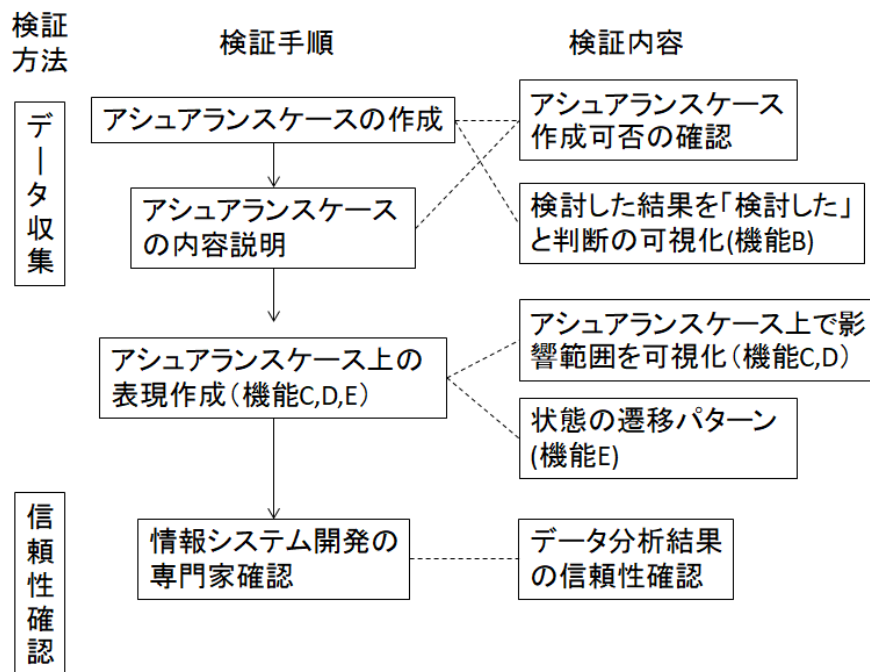 検証
方法
検証手順
検証内容
データ収集
アシュアランスケースの作成
アシュアランスケース
作成可否の確認
アシュアランスケース
の内容説明
検討した結果を「検討した」
と判断の可視化(機能B)
アシュアランスケース上の
表現作成（機能C,D,E）
アシュアランスケース上で影
響範囲を可視化（機能C,D）
状態の遷移パターン
(機能E)
信頼性確認
情報システム開発の
専門家確認
データ分析結果
の信頼性確認